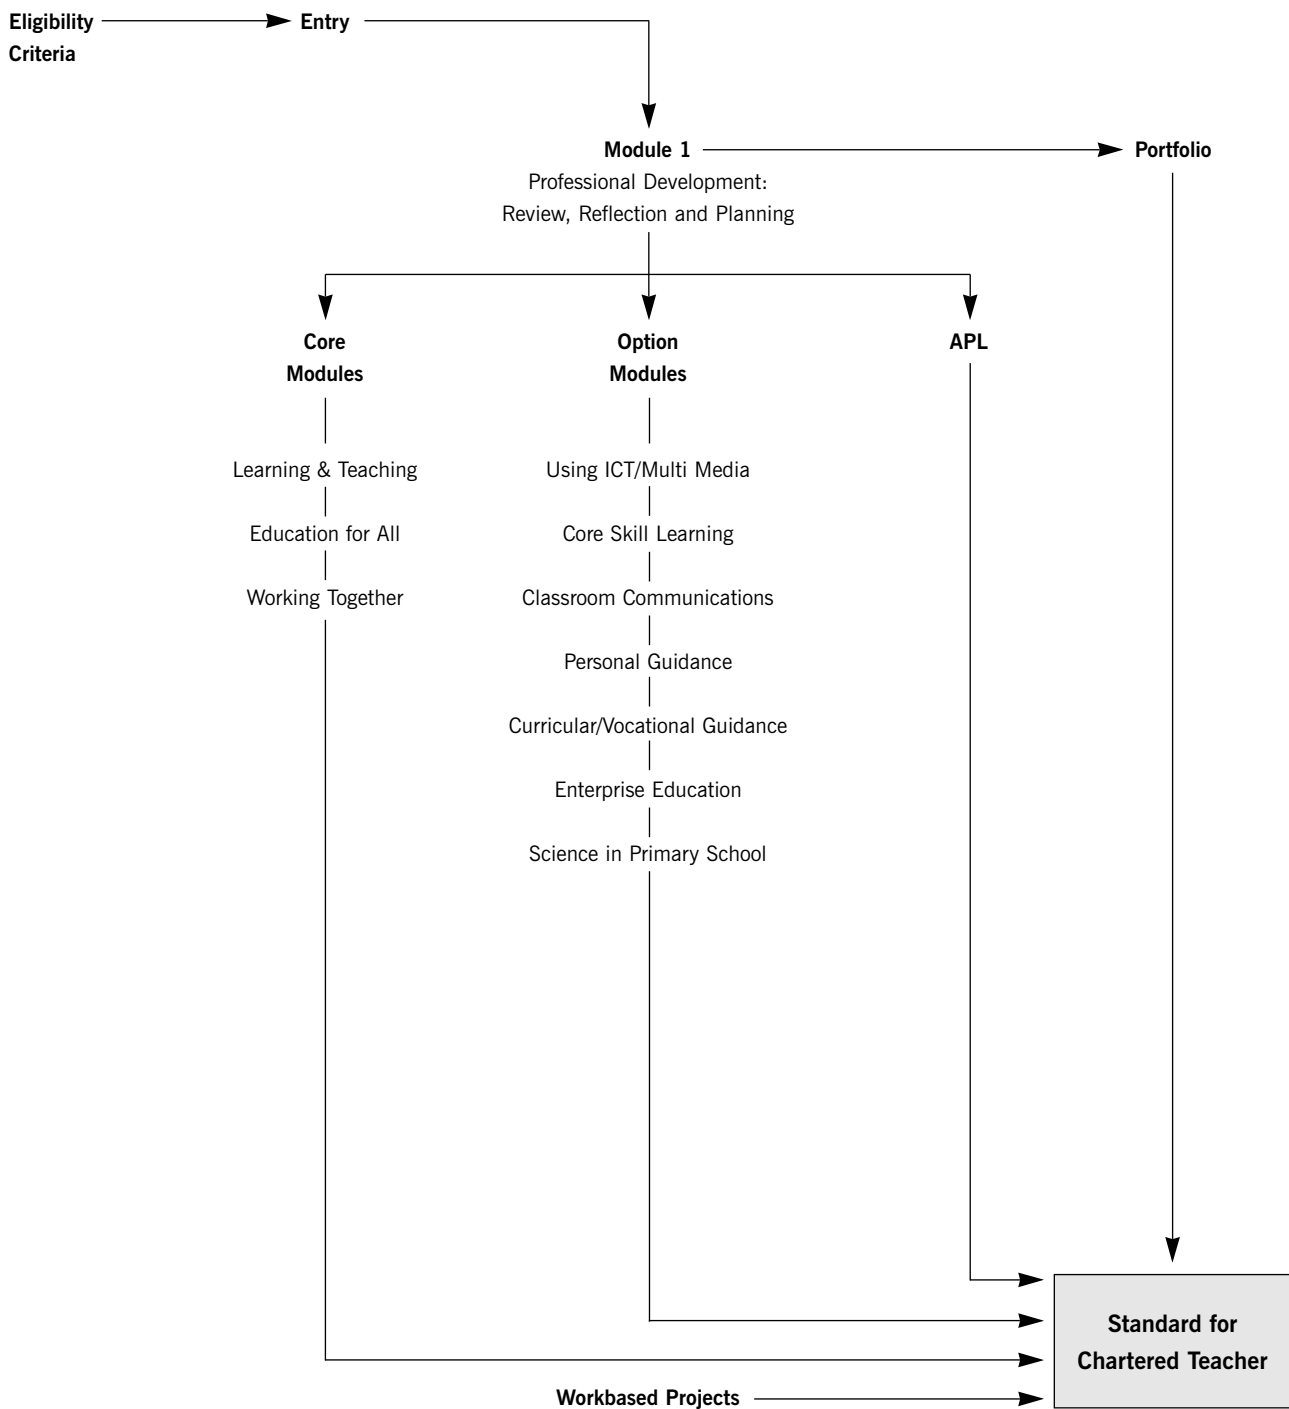 Eligibility
Criteria
Entry
Module 1
Portfolio
Professional Development:
Review, Reflection and Planning
Core
Modules
Option
Modules
APL
Learning & Teaching
Education for All
Working Together
Using ICT/Multi Media
Core Skill Learning
Classroom Communications
Personal Guidance
Curricular/Vocational Guidance
Enterprise Education
Science in Primary School
Standard for
Chartered Teacher
Workbased Projects